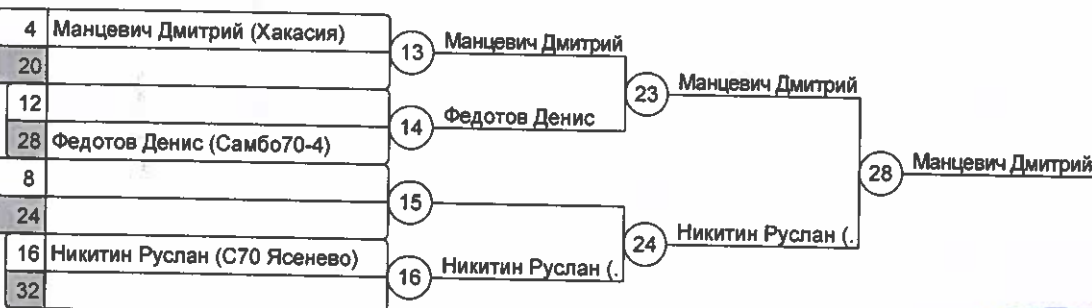 4 Манцевич Дмитрий (Хакасия)
20
13 Манцевич Дмитрий
12
28 Федотов Денис (Самбо70-4)
14 Федотов Денис
23 Манцевич Дмитрий
8
24
15
16 Никитин Руслан (С70 Ясенево)
32
16 Никитин Руслан (.
24 Никитин Руслан (.
28 Манцевич Дмитрий